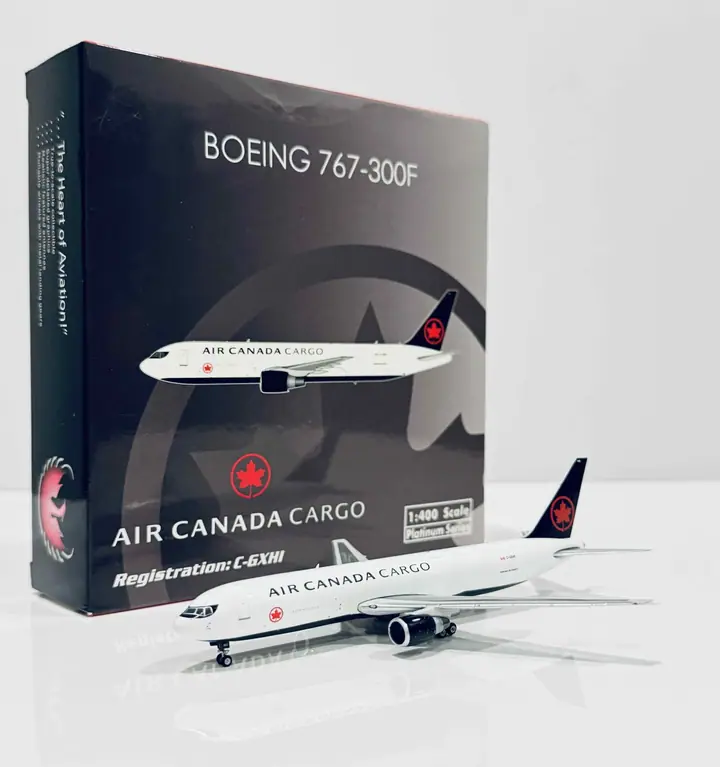 BOEING 767-300F
"...The Heart of Aviation!"
AIR CANADA CARGO
AIR CANADA CARGO
1:400 Scale
Platinum Series
Registration: C-GXHI
AIR CANADA CARGO